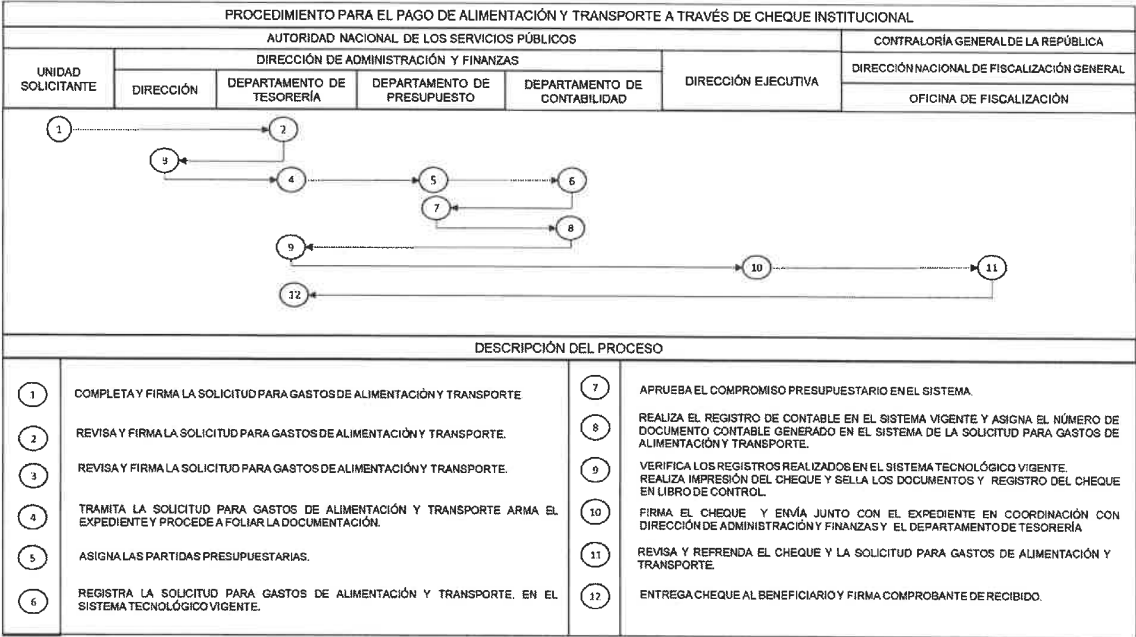 PROCEDIMIENTO PARA EL PAGO DE ALIMENTACIÓN Y TRANSPORTE A TRAVÉS DE CHEQUE INSTITUCIONAL
AUTORIDAD NACIONAL DE LOS SERVICIOS PÚBLICOS
CONTRALORÍA GENERAL DE LA REPÚBLICA
UNIDAD
SOLICITANTE
DIRECCIÓN DE ADMINISTRACIÓN Y FINANZAS
DIRECCIÓN EJECUTIVA
DIRECCIÓN NACIONAL DE FISCALIZACIÓN GENERAL
DIRECCIÓN
DEPARTAMENTO DE
TESORERÍA
DEPARTAMENTO DE
PRESUPUESTO
DEPARTAMENTO DE
CONTABILIDAD
OFICINA DE FISCALIZACIÓN
1
2
3
4
5
6
7
8
9
10
11
12
DESCRIPCIÓN DEL PROCESO
1
COMPLETA Y FIRMA LA SOLICITUD PARA GASTOS DE ALIMENTACIÓN Y TRANSPORTE
2
REVISA Y FIRMA LA SOLICITUD PARA GASTOS DE ALIMENTACIÓN Y TRANSPORTE.
3
REVISA Y FIRMA LA SOLICITUD PARA GASTOS DE ALIMENTACIÓN Y TRANSPORTE.
4
TRAMITA LA SOLICITUD PARA GASTOS DE ALIMENTACIÓN Y TRANSPORTE ARMA EL
EXPEDIENTE Y PROCEDE A FOLIAR LA DOCUMENTACIÓN.
5
ASIGNA LAS PARTIDAS PRESUPUESTARIAS.
6
REGISTRA LA SOLICITUD PARA GASTOS DE ALIMENTACIÓN Y TRANSPORTE. EN EL
SISTEMA TECNOLÓGICO VIGENTE.
7
APRUEBA EL COMPROMISO PRESUPUESTARIO EN EL SISTEMA.
8
REALIZA EL REGISTRO DE CONTABLE EN EL SISTEMA VIGENTE Y ASIGNA EL NÚMERO DE
DOCUMENTO CONTABLE GENERADO EN EL SISTEMA DE LA SOLICITUD PARA GASTOS DE
ALIMENTACIÓN Y TRANSPORTE.
9
VERIFICA LOS REGISTROS REALIZADOS EN EL SISTEMA TECNOLÓGICO VIGENTE.
REALIZA IMPRESIÓN DEL CHEQUE Y SELLA LOS DOCUMENTOS Y REGISTRO DEL CHEQUE
EN LIBRO DE CONTROL.
10
FIRMA EL CHEQUE Y ENVÍA JUNTO CON EL EXPEDIENTE EN COORDINACIÓN CON
DIRECCIÓN DE ADMINISTRACIÓN Y FINANZAS Y EL DEPARTAMENTO DE TESORERÍA
11
REVISA Y REFRENDA EL CHEQUE Y LA SOLICITUD PARA GASTOS DE ALIMENTACIÓN Y
TRANSPORTE.
12
ENTREGA CHEQUE AL BENEFICIARIO Y FIRMA COMPROBANTE DE RECIBIDO.